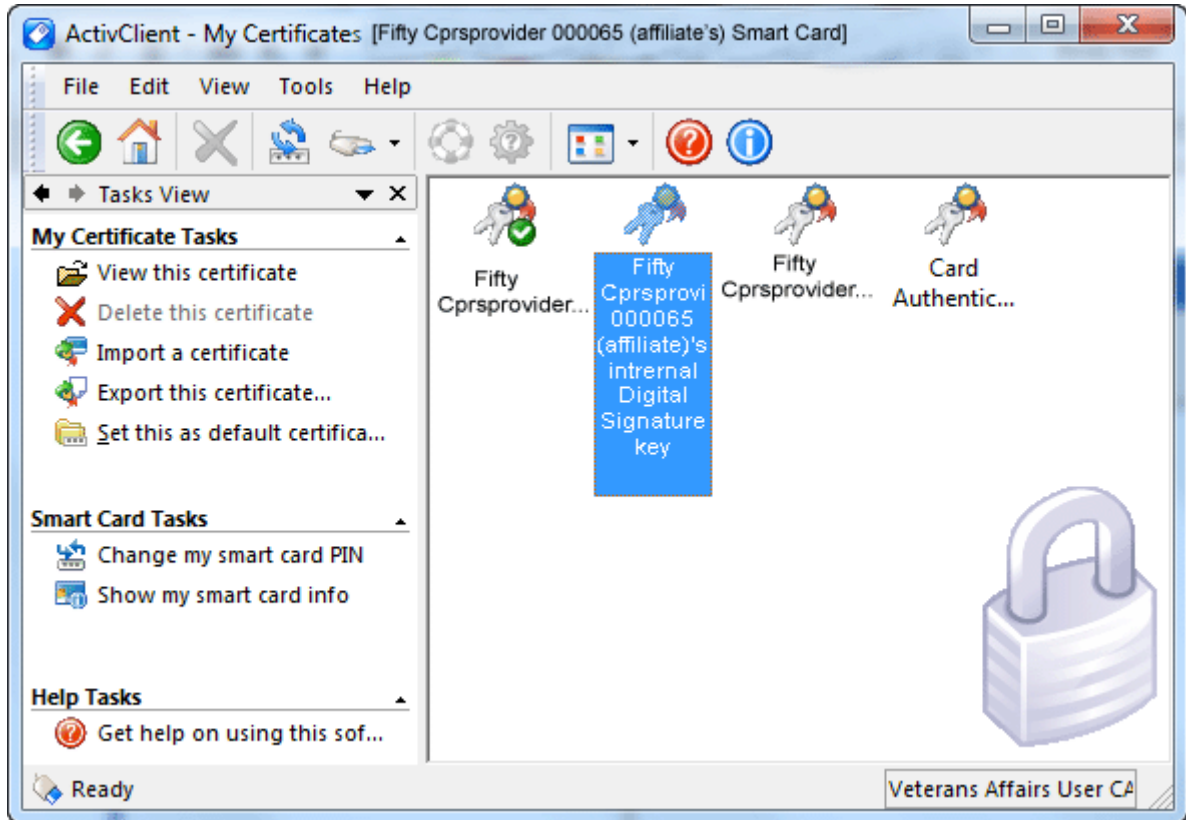 ActivClient - My Certificates [Fifty Cprsprovider 000065 (affiliate's) Smart Card]
File Edit View Tools Help
Tasks View
My Certificate Tasks
View this certificate
Delete this certificate
Import a certificate
Export this certificate...
Set this as default certifica...
Smart Card Tasks
Change my smart card PIN
Show my smart card info
Help Tasks
Get help on using this sof...
Fifty
Cprsprovider...
Fifty
Cprsprovi
000065
(affiliate)'s
intrernal
Digital
Signature
key
Fifty
Cprsprovider...
Card
Authentic...
Ready
Veterans Affairs User CA